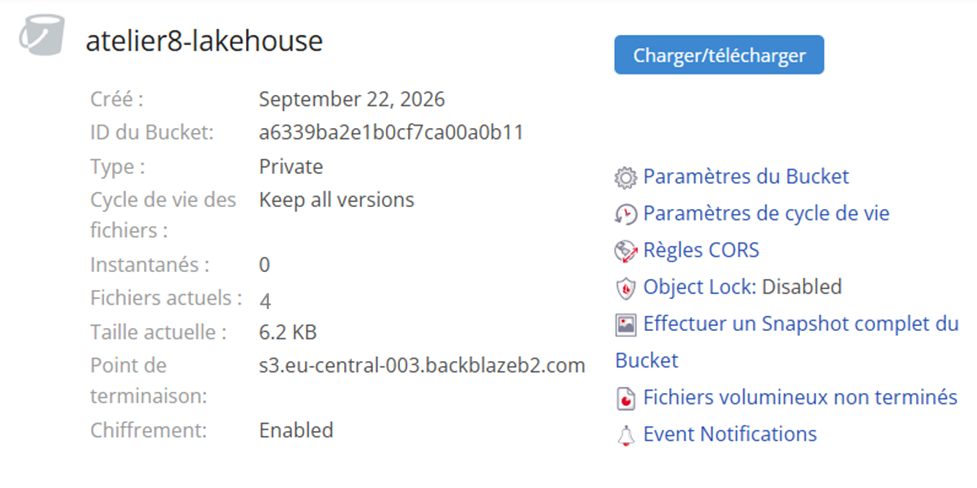 atelier8-lakehouse
Charger/télécharger
Créé : September 22, 2026
ID du Bucket: a6339ba2e1b0cf7ca00a0b11
Type : Private
Cycle de vie des Keep all versions
fichiers :
Instantanés : 0
Fichiers actuels : 4
Taille actuelle : 6.2 KB
Point de s3.eu-central-003.backblazeb2.com
terminaison:
Chiffrement: Enabled
Paramètres du Bucket
Paramètres de cycle de vie
Règles CORS
Object Lock: Disabled
Effectuer un Snapshot complet du
Bucket
Fichiers volumineux non terminés
Event Notifications